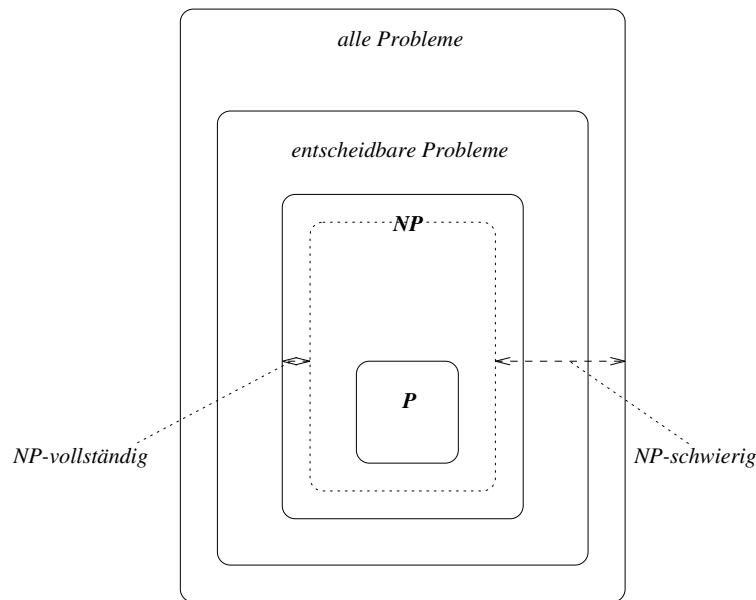 alle Probleme
entscheidbare Probleme
NP
P
NP-vollständig
NP-schwierig